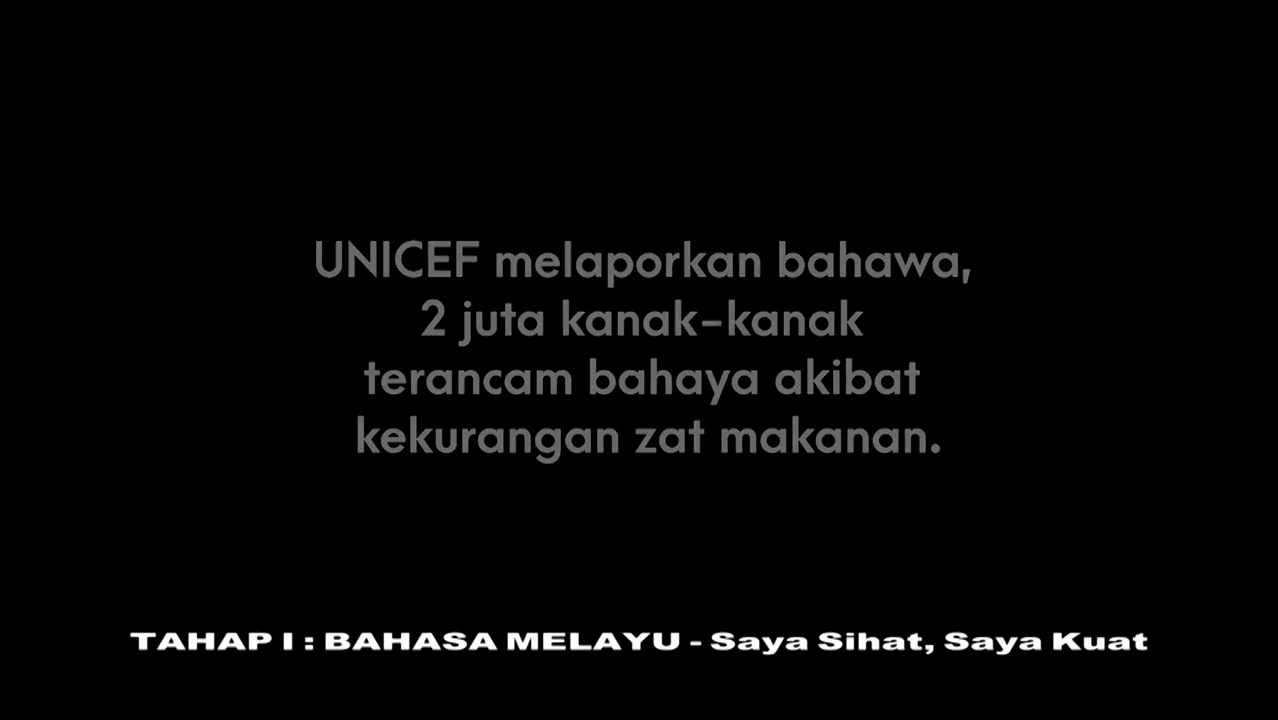 UNICEF melaporkan bahawa,
2 juta kanak-kanak
terancam bahaya akibat
kekurangan zat makanan.
TAHAP I : BAHASA MELAYU - Saya Sihat, Saya Kuat